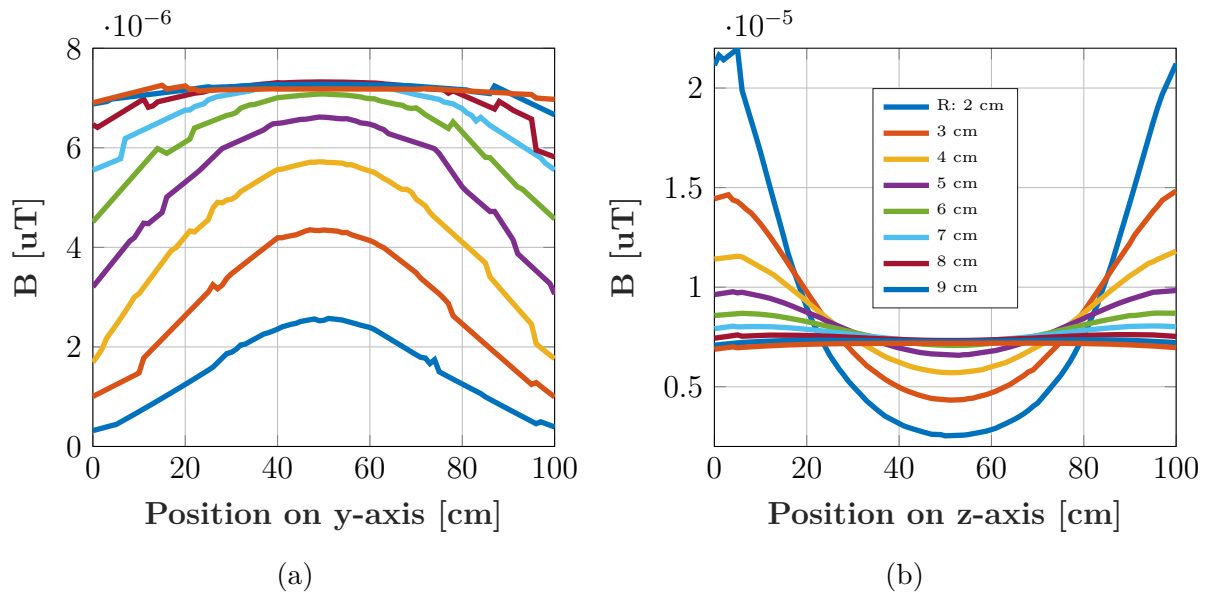 ·10^-6
8
6
4
2
0
0 20 40 60 80 100
B [uT]
Position on y-axis [cm]
(a)
·10^-5
2
1.5
1
0.5
0 20 40 60 80 100
B [uT]
Position on z-axis [cm]
R: 2 cm
3 cm
4 cm
5 cm
6 cm
7 cm
8 cm
9 cm
(b)